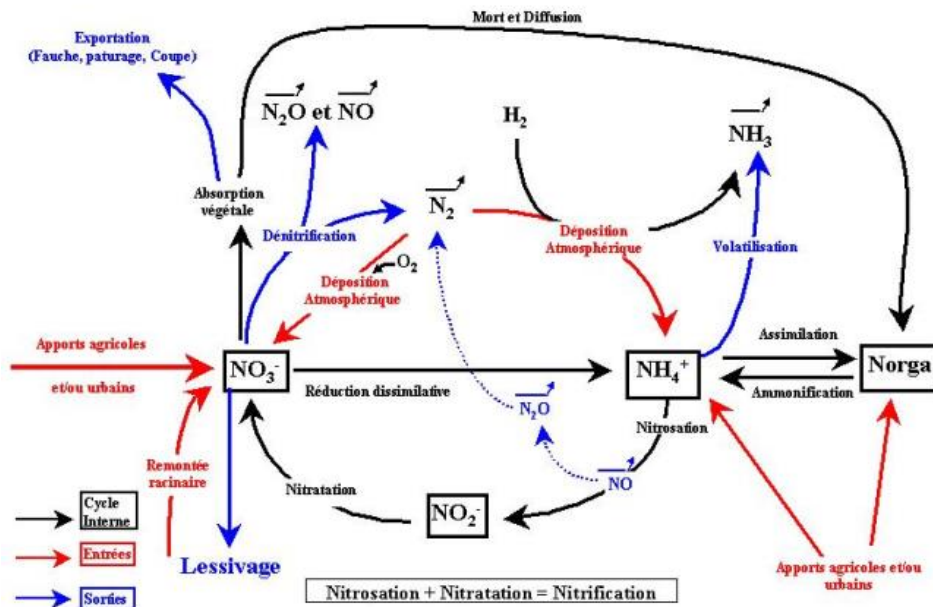 Mort et Diffusion
Exportation
(Fauche, paturage, Coupe)
N₂O et NO
H₂
NH₃
Absorption
végétale
N₂
Dénitrification
Déposition
Atmosphérique
Volatilisation
O₂
Déposition
Atmosphérique
Apports agricoles
et/ou urbains
NO₃⁻
Réduction dissimilative
NH₄⁺
Assimilation
Ammonification
Norga
N₂O
Nitrosation
Remontée
racinaire
Nitratation
NO
NO₂⁻
Cycle
Interne
Entrées
Sorties
Lessivage
Apports agricoles et/ou
urbains
Nitrosation + Nitratation = Nitrification